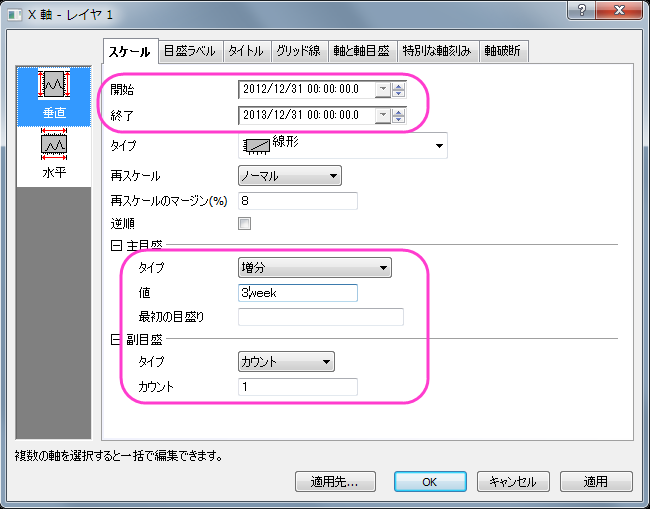 X 軸 - レイヤ 1
スケール 目盛ラベル タイトル グリッド線 軸と軸目盛 特別な軸刻み 軸破断
垂直
水平
開始 2012/12/31 00:00:00.0
終了 2013/12/31 00:00:00.0
タイプ 線形
再スケール ノーマル
再スケールのマージン(%) 8
逆順
主目盛
タイプ 増分
値 3week
最初の目盛り
副目盛
タイプ カウント
カウント 1
複数の軸を選択すると一括で編集できます。
適用先... OK キャンセル 適用